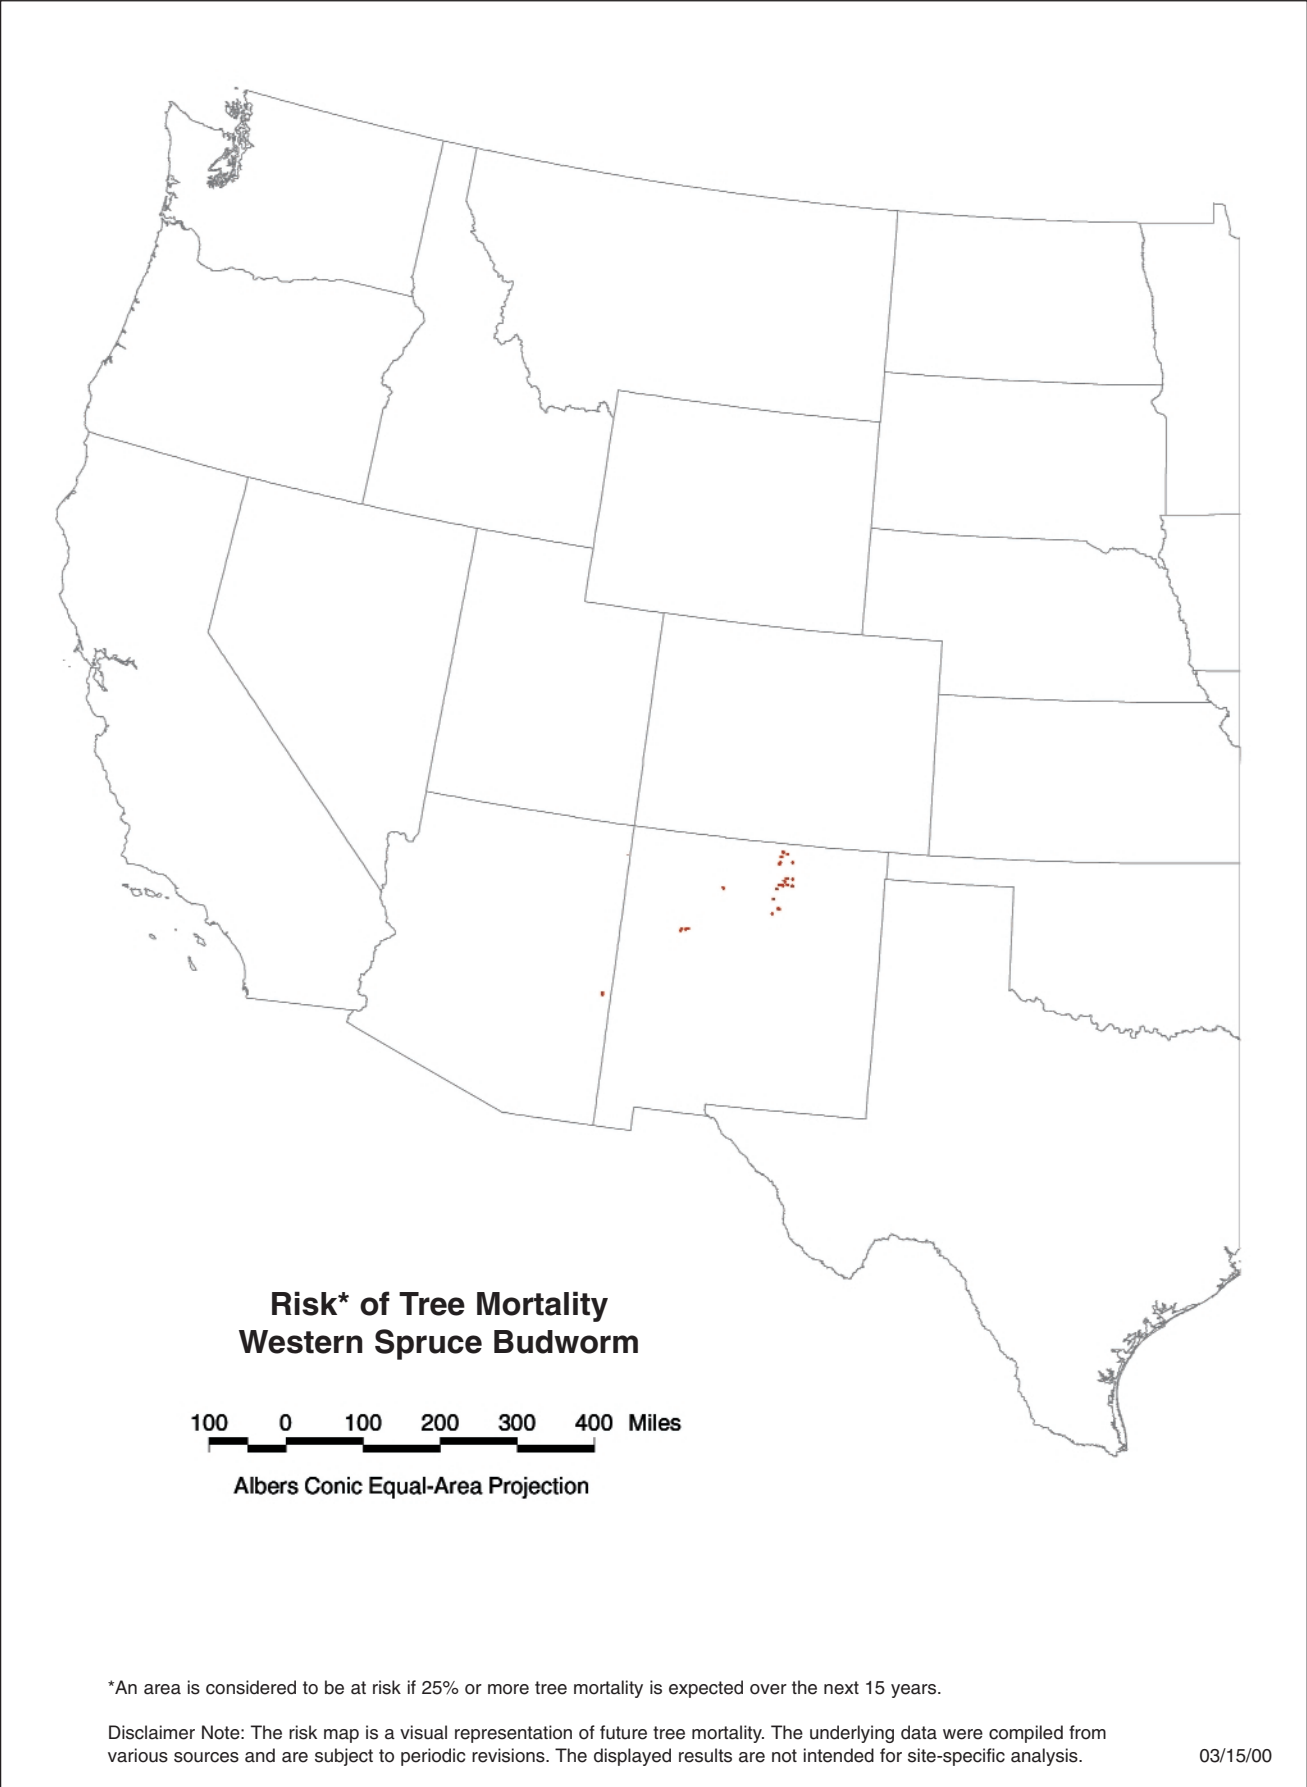 Risk* of Tree Mortality
Western Spruce Budworm
100 0 100 200 300 400 Miles
Albers Conic Equal-Area Projection
*An area is considered to be at risk if 25% or more tree mortality is expected over the next 15 years.
Disclaimer Note: The risk map is a visual representation of future tree mortality. The underlying data were compiled from
various sources and are subject to periodic revisions. The displayed results are not intended for site-specific analysis.
03/15/00